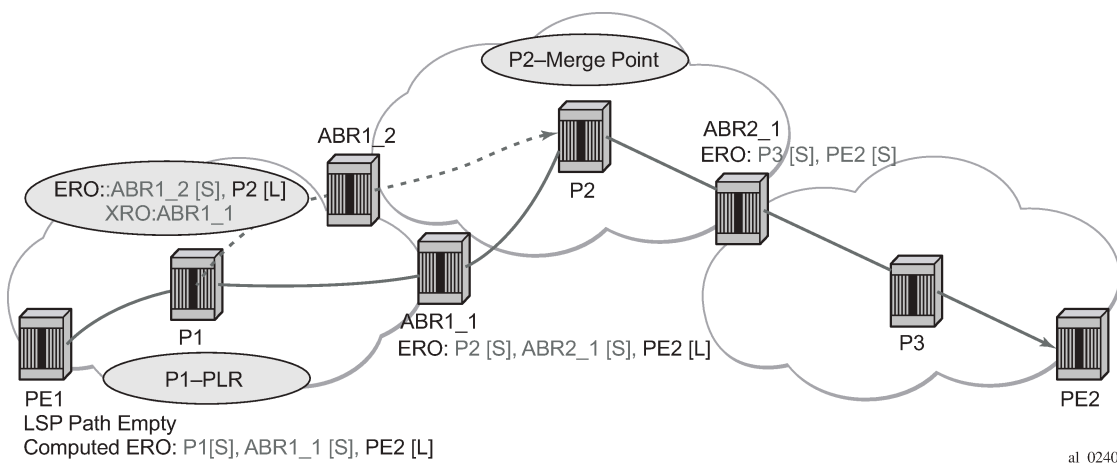 P2–Merge Point
ABR1_2
P2
ABR2_1
ERO: P3 [S], PE2 [S]
ERO::ABR1_2 [S], P2 [L]
XRO:ABR1_1
P1
ABR1_1
ERO: P2 [S], ABR2_1 [S], PE2 [L]
P3
P1–PLR
PE2
PE1
LSP Path Empty
Computed ERO: P1[S], ABR1_1 [S], PE2 [L]
al_0240